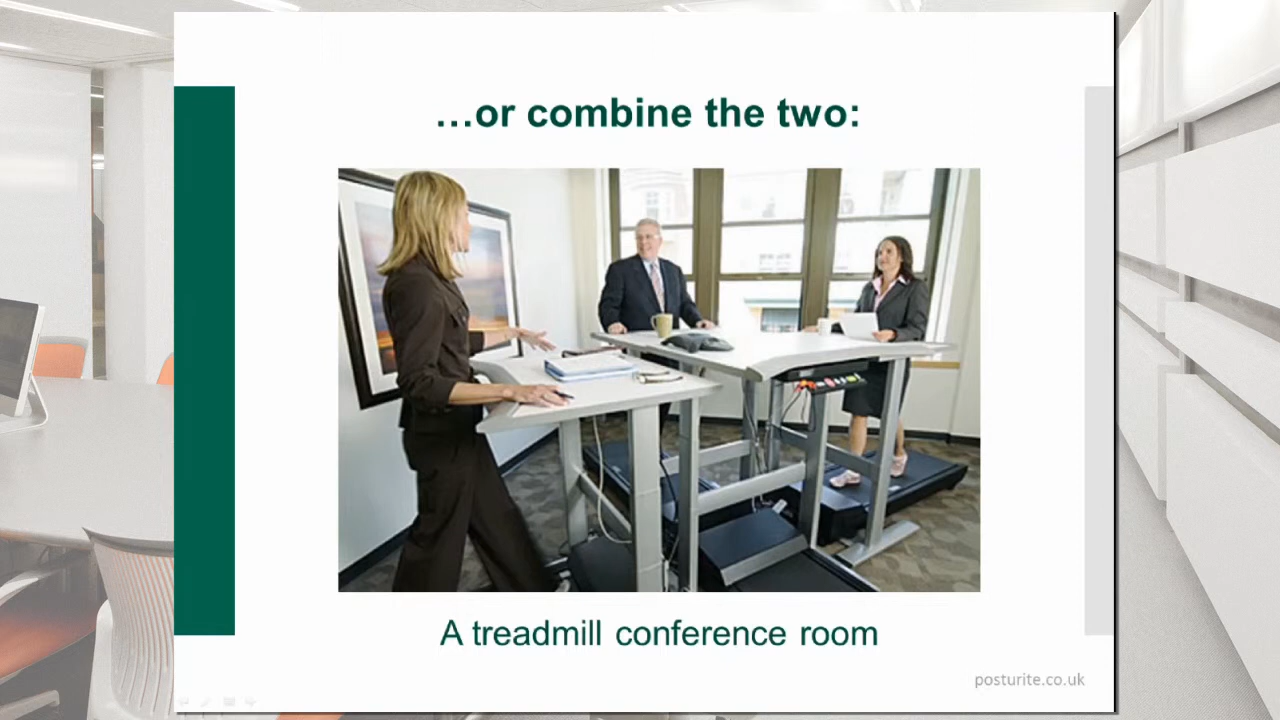 …or combine the two:
A treadmill conference room
posturite.co.uk